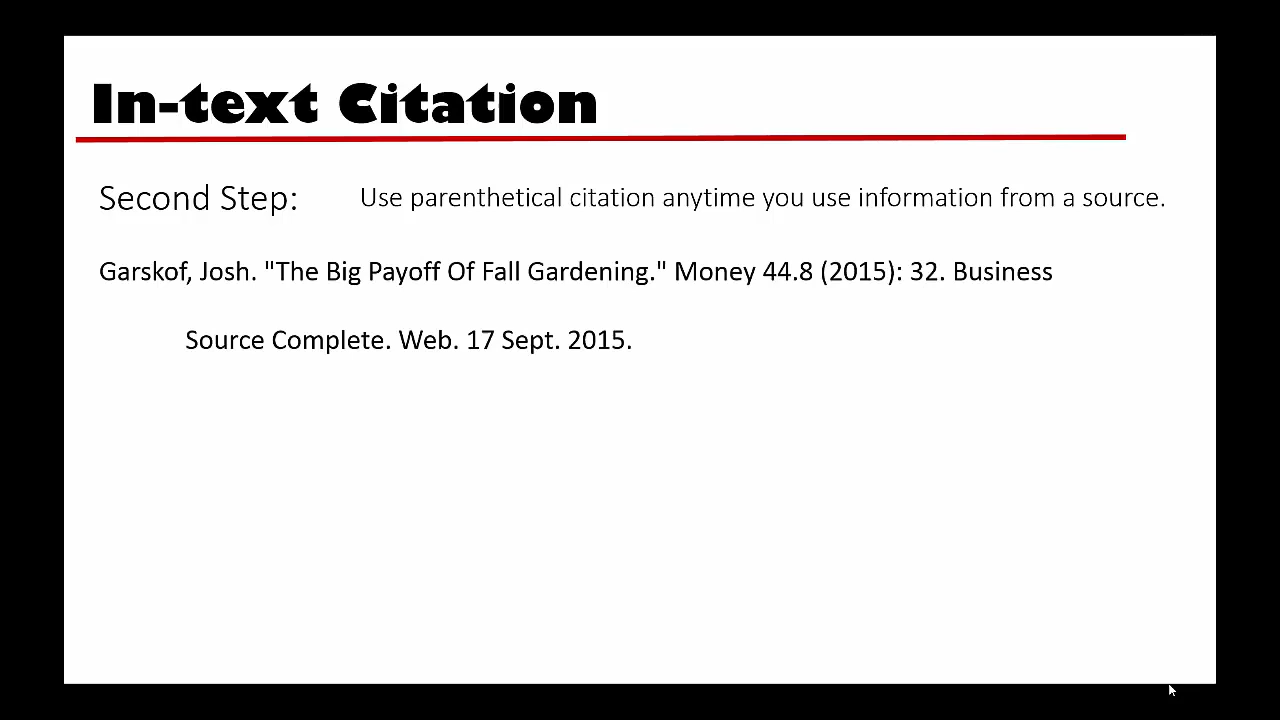 In-text Citation
Second Step: Use parenthetical citation anytime you use information from a source.
Garskof, Josh. "The Big Payoff Of Fall Gardening." Money 44.8 (2015): 32. Business
Source Complete. Web. 17 Sept. 2015.